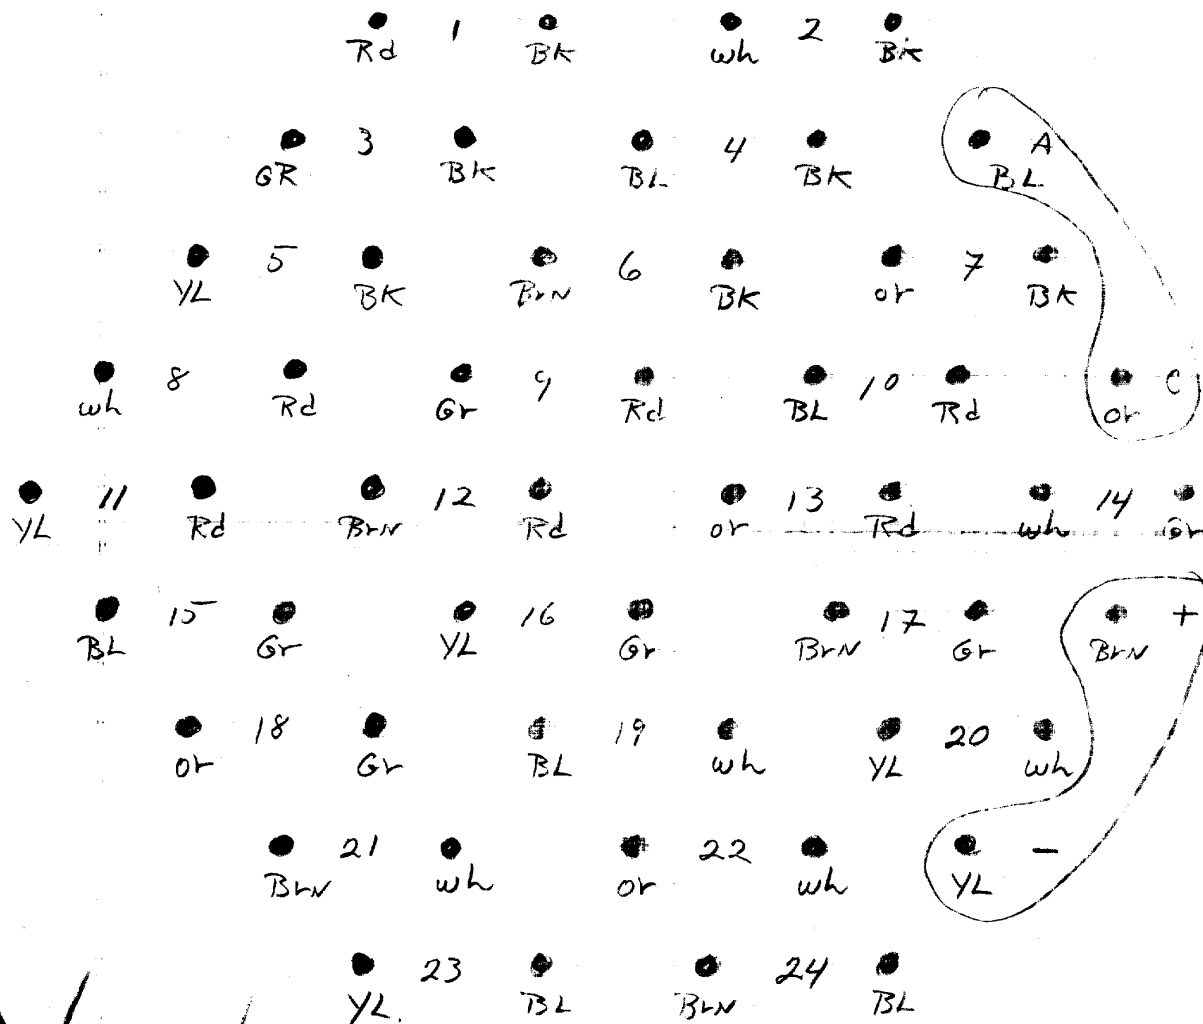 1 2
Rd BK wh BK
3 4 A
GR BK BL BK BL
5 6 7
YL BK BrN BK or BK
8 9 10 C
wh Rd Gr Rd BL Rd or
11 12 13 14
YL Rd BrN Rd or Rd wh Gr
15 16 17 +
BL Gr YL Gr BrN Gr BrN
18 19 20
or Gr BL wh YL wh
21 22 -
BrN wh or wh YL
23 24
YL. BL BrN BL